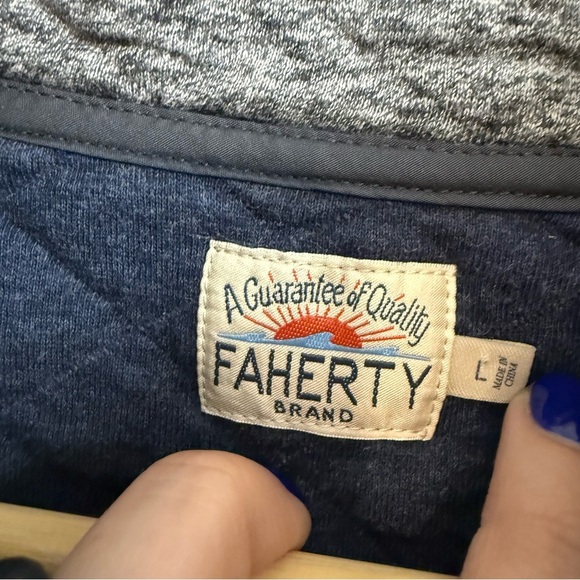 A Guarantee of Quality
FAHERTY
BRAND
L
MADE IN
CHINA